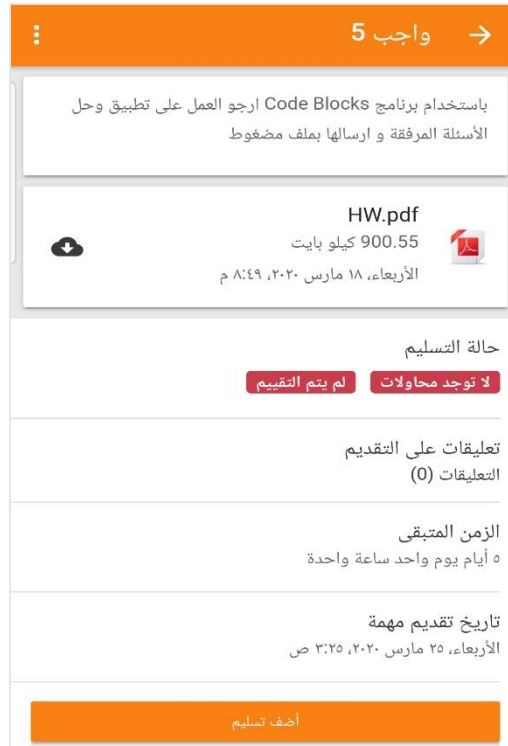 واجب 5
باستخدام برنامج Code Blocks ارجو العمل على تطبيق وحل
الأسئلة المرفقة و ارسالها بملف مضغوط
HW.pdf
900.55 كيلو بايت
الأربعاء، ١٨ مارس ٢٠٢٠، ٨:٤٩ م
حالة التسليم
لا توجد محاولات لم يتم التقييم
تعليقات على التقديم
التعليقات (0)
الزمن المتبقى
٥ أيام يوم واحد ساعة واحدة
تاريخ تقديم مهمة
الأربعاء، ٢٥ مارس ٢٠٢٠، ٣:٢٥ ص
أضف تسليم